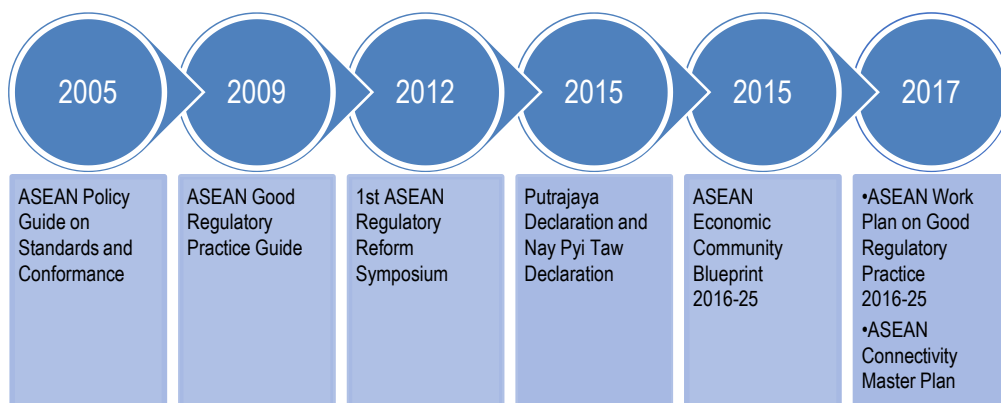 2005
2009
2012
2015
2015
2017
ASEAN Policy
Guide on
Standards and
Conformance
ASEAN Good
Regulatory
Practice Guide
1st ASEAN
Regulatory
Reform
Symposium
Putrajaya
Declaration and
Nay Pyi Taw
Declaration
ASEAN
Economic
Community
Blueprint
2016-25
•ASEAN Work
Plan on Good
Regulatory
Practice
2016-25
•ASEAN
Connectivity
Master Plan